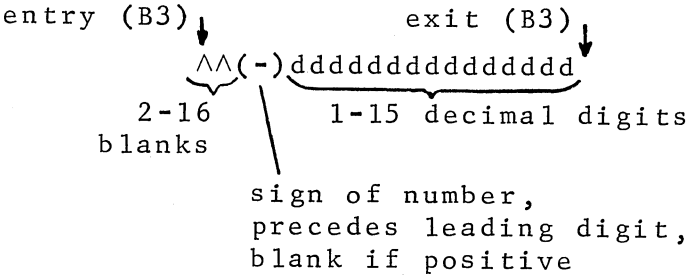 entry (B3) exit (B3)
^^(-)ddddddddddddddd
2-16 1-15 decimal digits
blanks
sign of number,
precedes leading digit,
blank if positive